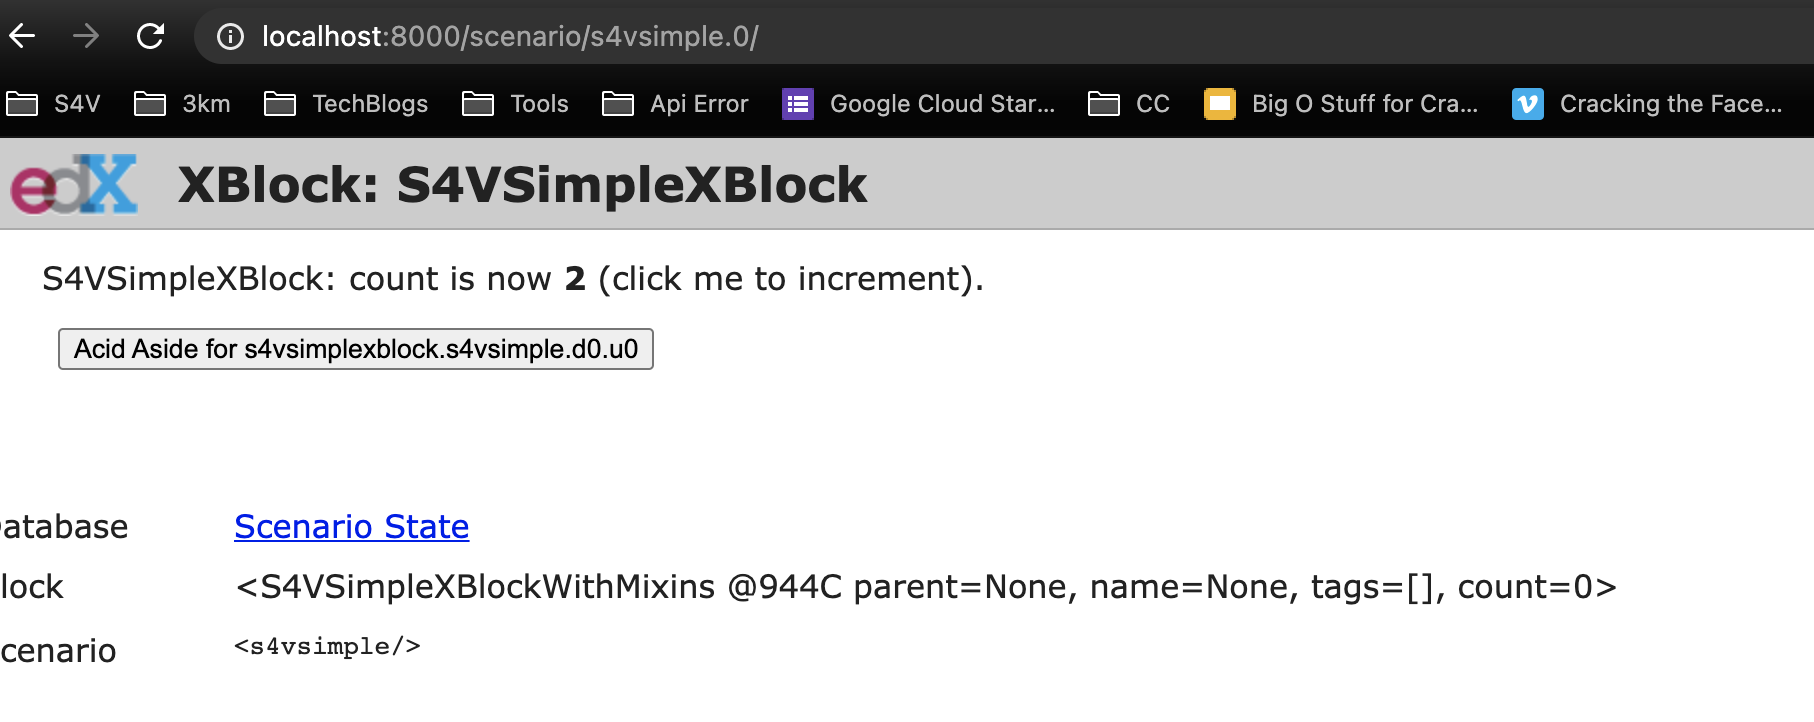 localhost:8000/scenario/s4vsimple.0/
S4V 3km TechBlogs Tools Api Error Google Cloud Star... CC Big O Stuff for Cra... Cracking the Face...
edX XBlock: S4VSimpleXBlock
S4VSimpleXBlock: count is now 2 (click me to increment).
Acid Aside for s4vsimplexblock.s4vsimple.d0.u0
atabase Scenario State
lock <S4VSimpleXBlockWithMixins @944C parent=None, name=None, tags=[], count=0>
cenario <s4vsimple/>